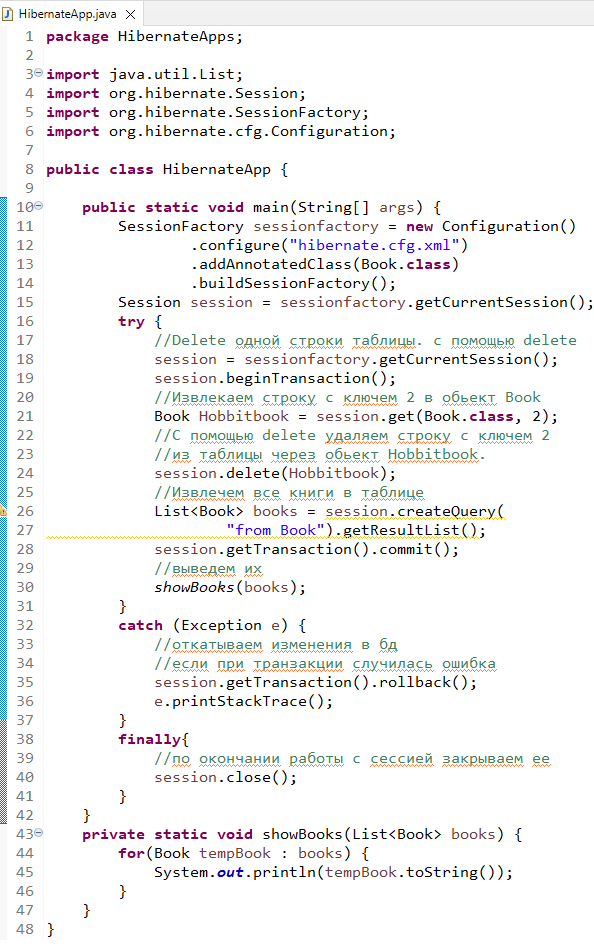 HibernateApp.java
1 package HibernateApps;
2
3 import java.util.List;
4 import org.hibernate.Session;
5 import org.hibernate.SessionFactory;
6 import org.hibernate.cfg.Configuration;
7
8 public class HibernateApp {
9
10     public static void main(String[] args) {
11         SessionFactory sessionfactory = new Configuration()
12                 .configure("hibernate.cfg.xml")
13                 .addAnnotatedClass(Book.class)
14                 .buildSessionFactory();
15         Session session = sessionfactory.getCurrentSession();
16         try {
17             //Delete одной строки таблицы. с помощью delete
18             session = sessionfactory.getCurrentSession();
19             session.beginTransaction();
20             //Извлекаем строку с ключем 2 в обьект Book
21             Book Hobbitbook = session.get(Book.class, 2);
22             //С помощью delete удаляем строку с ключем 2
23             //из таблицы через обьект Hobbitbook.
24             session.delete(Hobbitbook);
25             //Извлечем все книги в таблице
26             List<Book> books = session.createQuery(
27                     "from Book").getResultList();
28             session.getTransaction().commit();
29             //выведем их
30             showBooks(books);
31         }
32         catch (Exception e) {
33             //откатываем изменения в бд
34             //если при транзакции случилась ошибка
35             session.getTransaction().rollback();
36             e.printStackTrace();
37         }
38         finally{
39             //по окончании работы с сессией закрываем ее
40             session.close();
41         }
42     }
43     private static void showBooks(List<Book> books) {
44         for(Book tempBook : books) {
45             System.out.println(tempBook.toString());
46         }
47     }
48 }